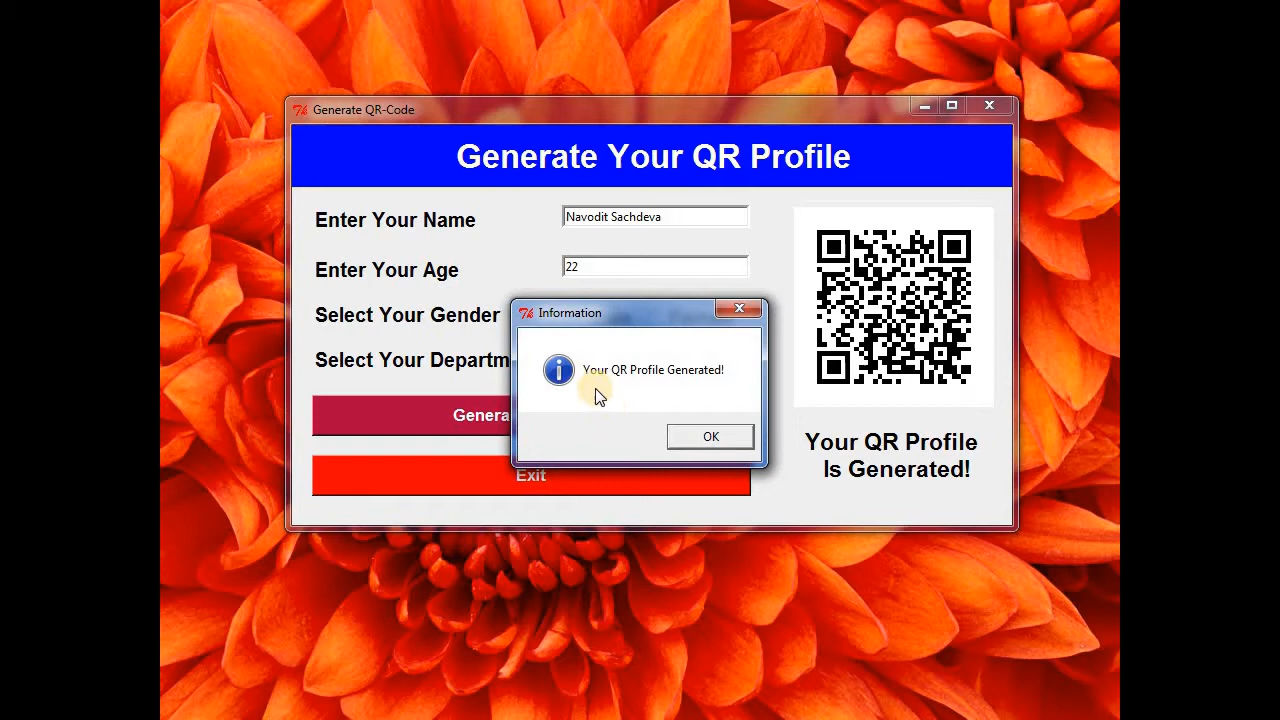 Generate QR-Code
Generate Your QR Profile
Enter Your Name
Navodit Sachdeva
Enter Your Age
22
Select Your Gender
Information
Select Your Departm
Your QR Profile Generated!
Genera
OK
Exit
Your QR Profile
Is Generated!